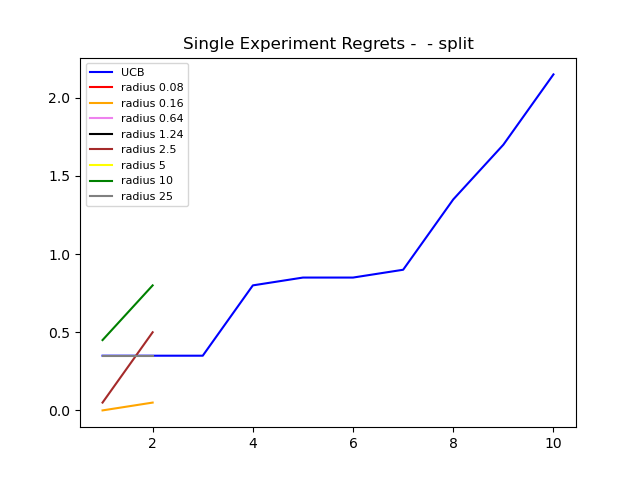 Single Experiment Regrets -  - split
UCB
radius 0.08
radius 0.16
radius 0.64
radius 1.24
radius 2.5
radius 5
radius 10
radius 25
2.0
1.5
1.0
0.5
0.0
2 4 6 8 10